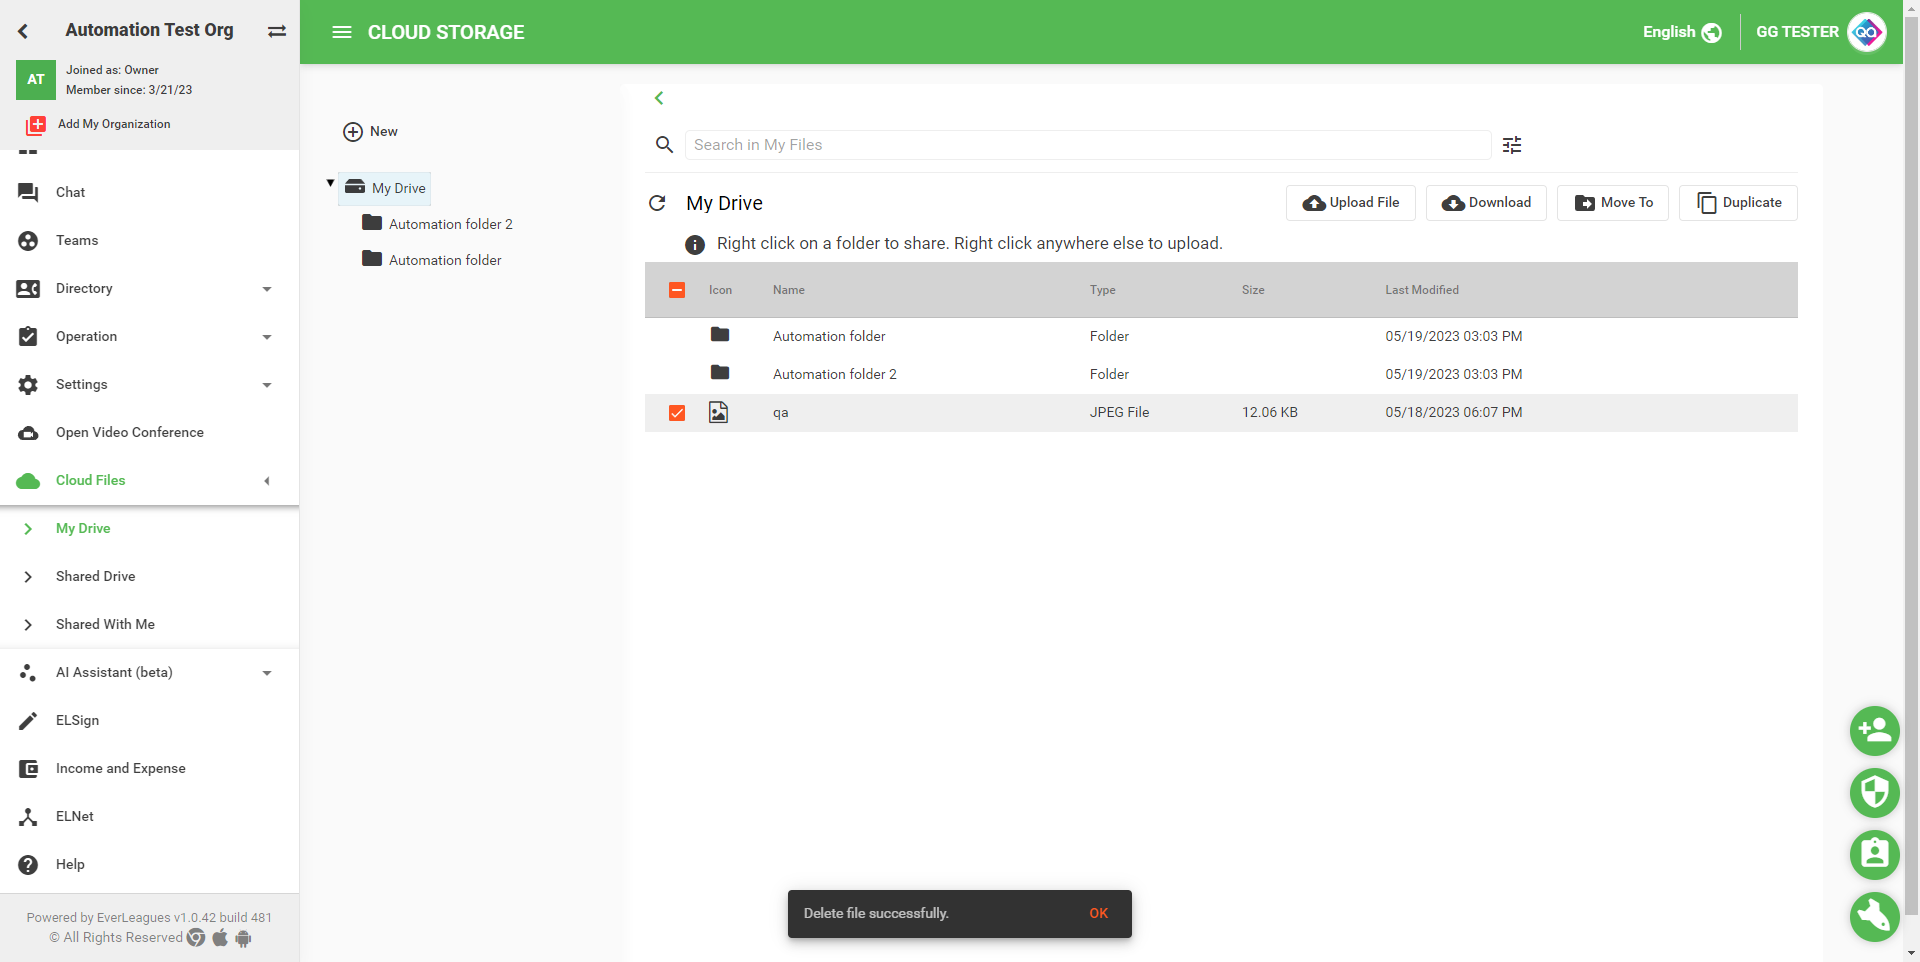 Automation Test Org
AT
Joined as: Owner
Member since: 3/21/23
Add My Organization
Chat
Teams
Directory
Operation
Settings
Open Video Conference
Cloud Files
My Drive
Shared Drive
Shared With Me
AI Assistant (beta)
ELSign
Income and Expense
ELNet
Help
Powered by EverLeagues v1.0.42 build 481
© All Rights Reserved
CLOUD STORAGE
English
GG TESTER
QA
New
My Drive
Automation folder 2
Automation folder
Search in My Files
My Drive
Upload File
Download
Move To
Duplicate
Right click on a folder to share. Right click anywhere else to upload.
Icon Name Type Size Last Modified
Automation folder Folder 05/19/2023 03:03 PM
Automation folder 2 Folder 05/19/2023 03:03 PM
qa JPEG File 12.06 KB 05/18/2023 06:07 PM
Delete file successfully. OK